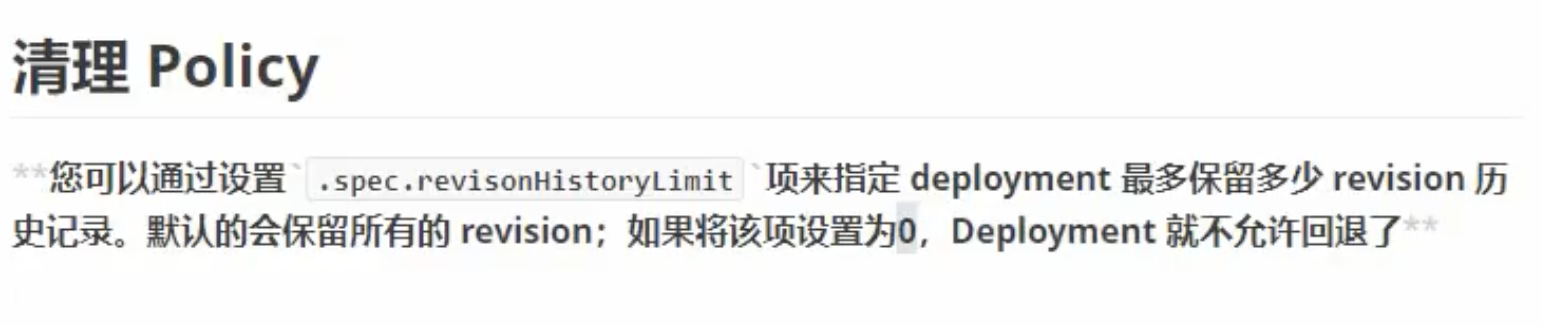 清理 Policy
**您可以通过设置` .spec.revisonHistoryLimit `项来指定 deployment 最多保留多少 revision 历
史记录。默认的会保留所有的 revision；如果将该项设置为0，Deployment 就不允许回退了**